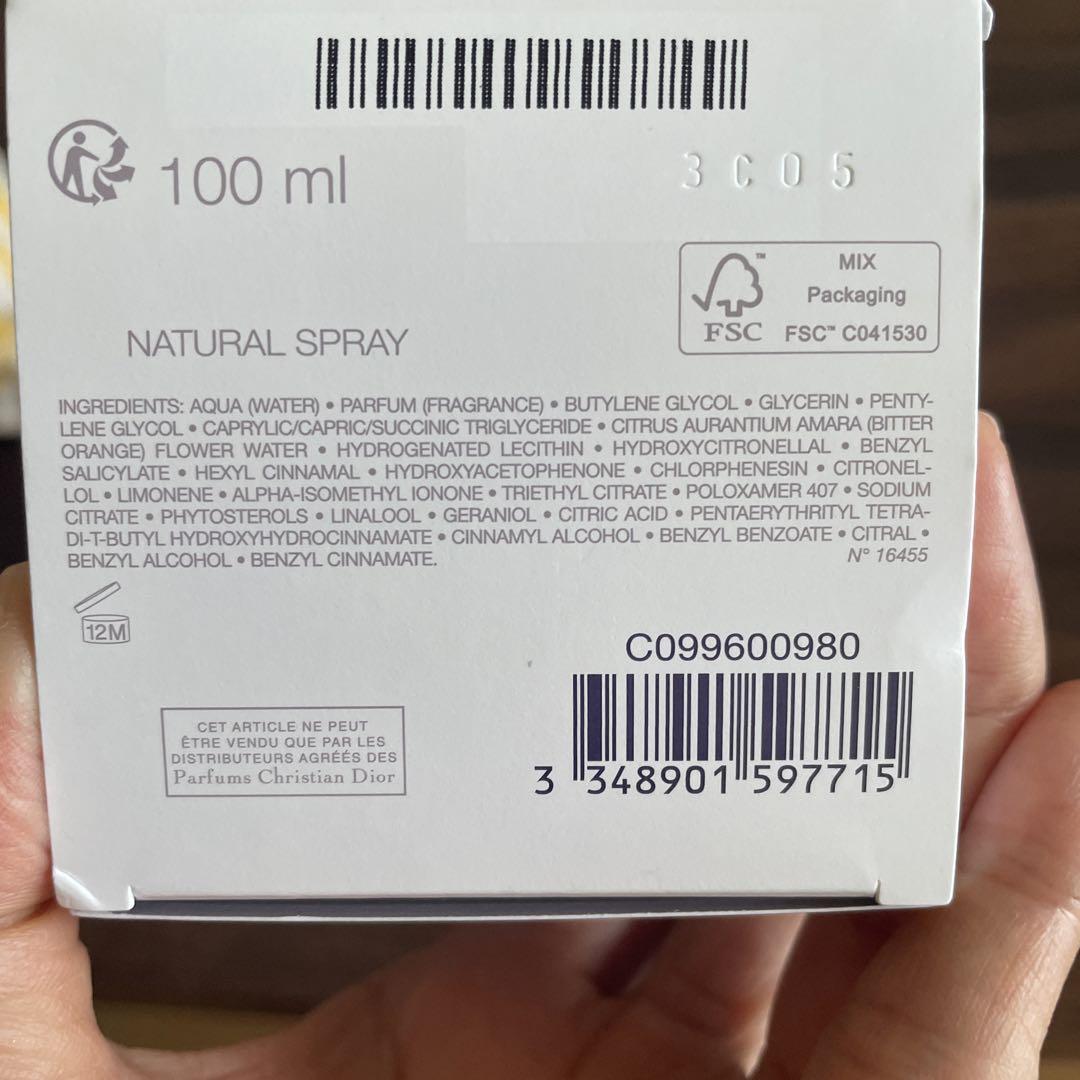 100 ml
3C05
MIX
Packaging
FSC™ C041530
FSC
NATURAL SPRAY
INGREDIENTS: AQUA (WATER) • PARFUM (FRAGRANCE) • BUTYLENE GLYCOL • GLYCERIN • PENTY-
LENE GLYCOL • CAPRYLIC/CAPRIC/SUCCINIC TRIGLYCERIDE • CITRUS AURANTIUM AMARA (BITTER
ORANGE) FLOWER WATER • HYDROGENATED LECITHIN • HYDROXYCITRONELLAL • BENZYL
SALICYLATE • HEXYL CINNAMAL • HYDROXYACETOPHENONE • CHLORPHENESIN • CITRONEL-
LOL • LIMONENE • ALPHA-ISOMETHYL IONONE • TRIETHYL CITRATE • POLOXAMER 407 • SODIUM
CITRATE • PHYTOSTEROLS • LINALOOL • GERANIOL • CITRIC ACID • PENTAERYTHRITYL TETRA-
DI-T-BUTYL HYDROXYHYDROCINNAMATE • CINNAMYL ALCOHOL • BENZYL BENZOATE • CITRAL •
BENZYL ALCOHOL • BENZYL CINNAMATE.
N° 16455
12M
C099600980
3 348901 597715
CET ARTICLE NE PEUT
ÊTRE VENDU QUE PAR LES
DISTRIBUTEURS AGRÉÉS DES
Parfums Christian Dior